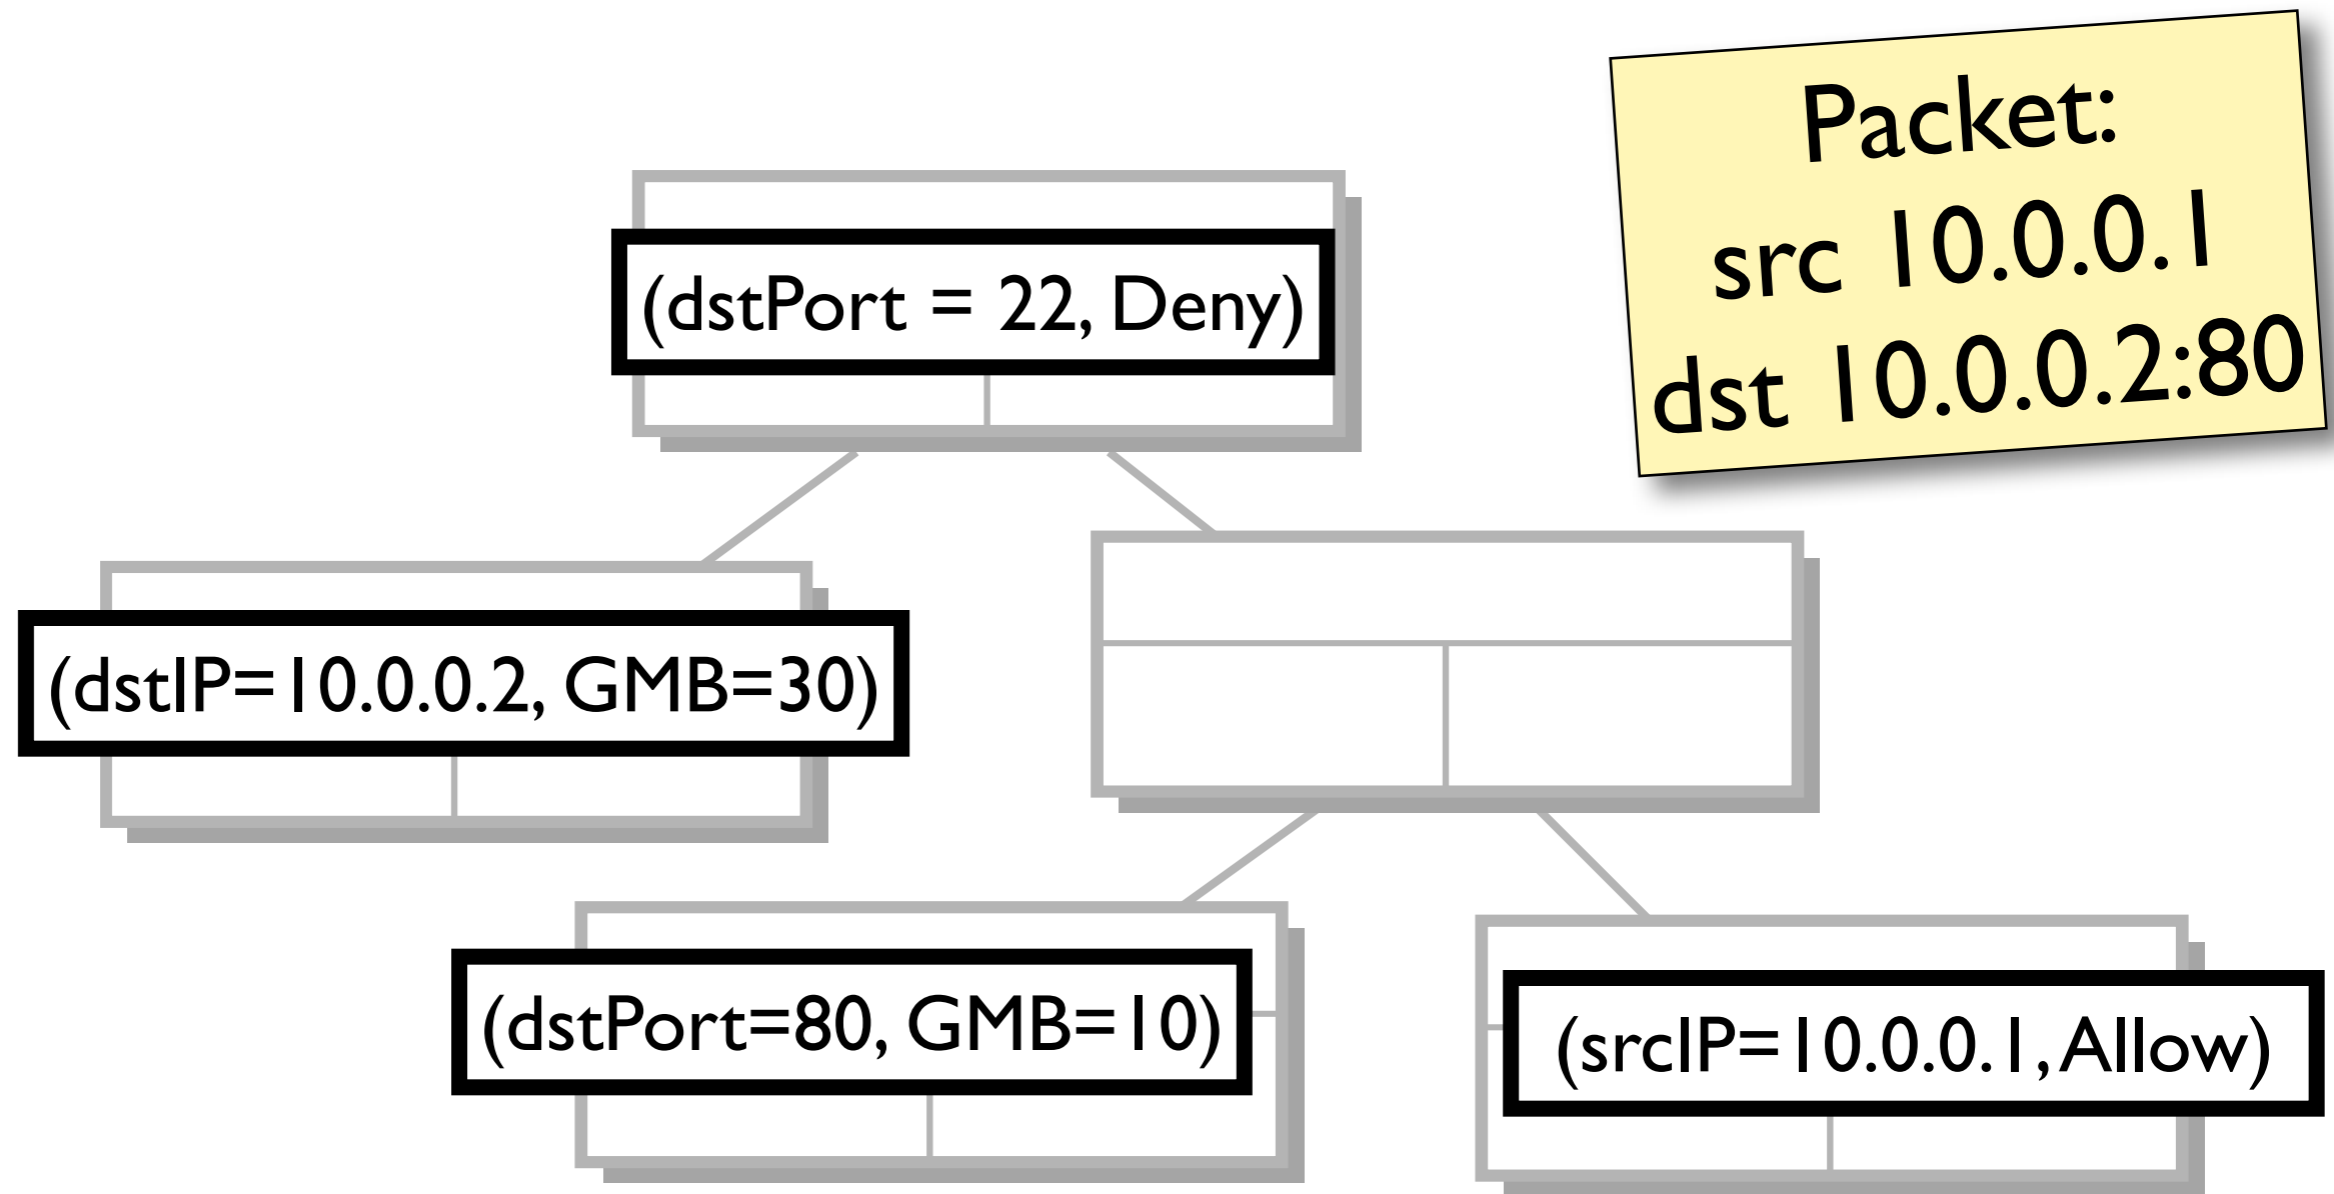 Packet:
src 10.0.0.1
dst 10.0.0.2:80
(dstPort = 22, Deny)
(dstIP=10.0.0.2, GMB=30)
(dstPort=80, GMB=10)
(srcIP=10.0.0.1, Allow)